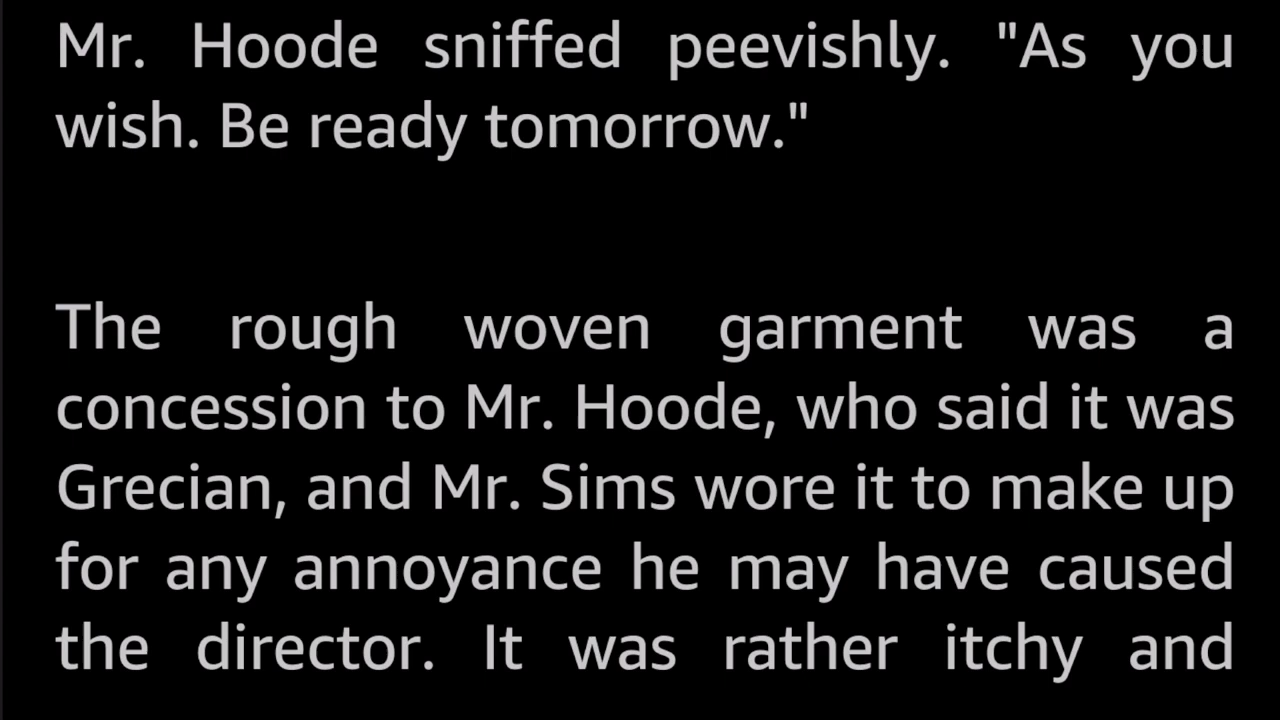 Mr. Hoode sniffed peevishly. "As you
wish. Be ready tomorrow."
The rough woven garment was a
concession to Mr. Hoode, who said it was
Grecian, and Mr. Sims wore it to make up
for any annoyance he may have caused
the director. It was rather itchy and